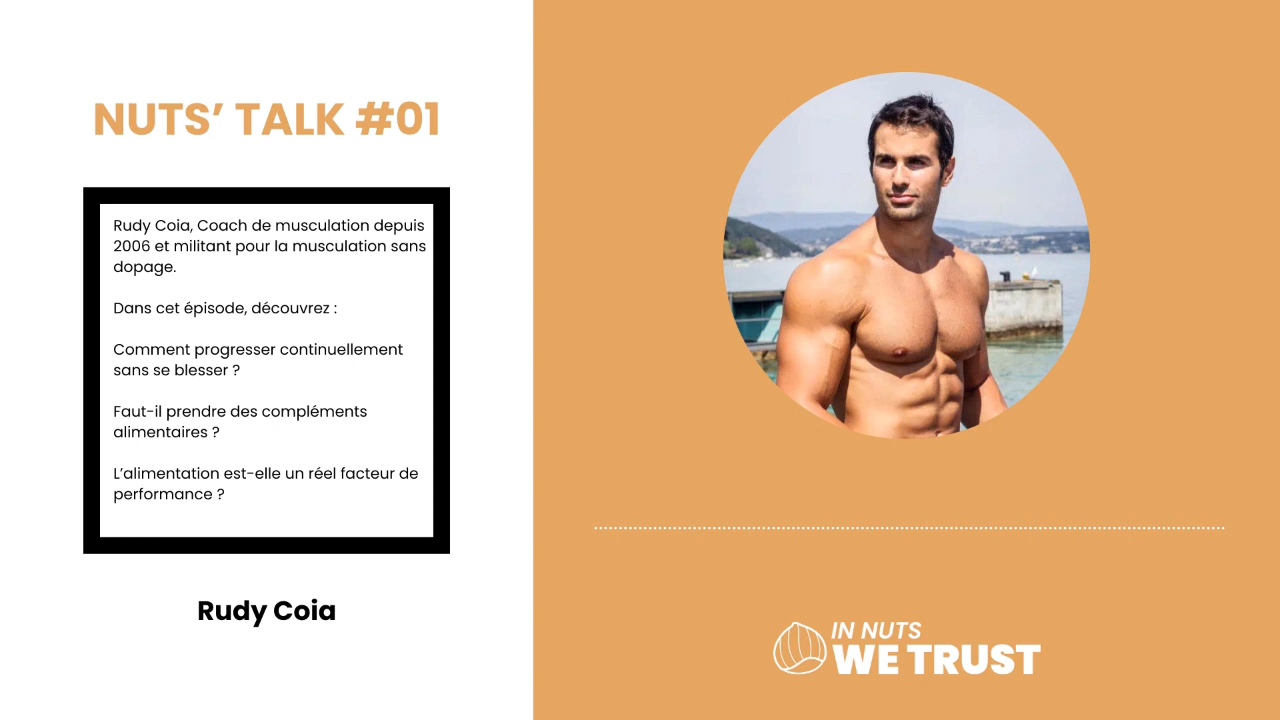 NUTS’ TALK #01
Rudy Coia, Coach de musculation depuis
2006 et militant pour la musculation sans
dopage.
Dans cet épisode, découvrez :
Comment progresser continuellement
sans se blesser ?
Faut-il prendre des compléments
alimentaires ?
L’alimentation est-elle un réel facteur de
performance ?
Rudy Coia
IN NUTS
WE TRUST